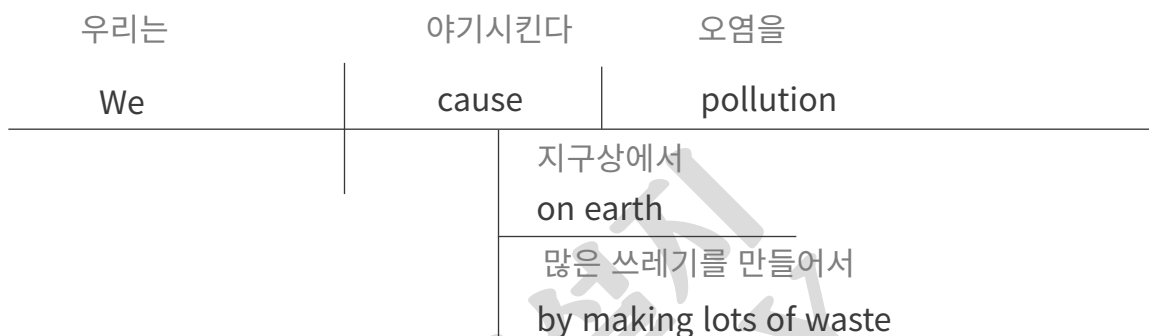 우리는 야기시킨다 오염을
We cause pollution
지구상에서
on earth
많은 쓰레기를 만들어서
by making lots of waste